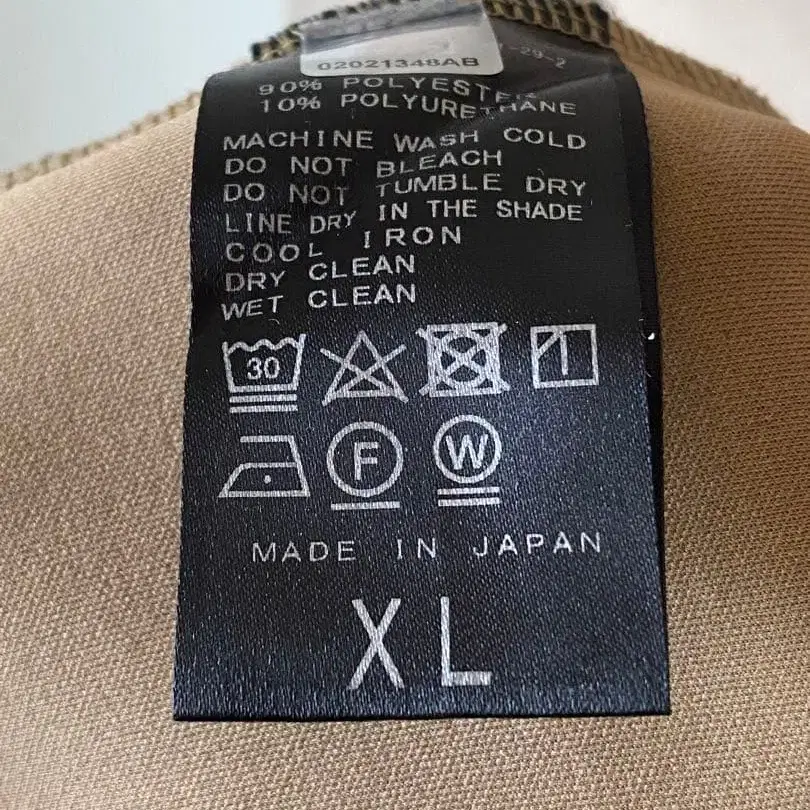 02021348AB
90% POLYESTER
10% POLYURETHANE
MACHINE WASH COLD
DO NOT BLEACH
DO NOT TUMBLE DRY
LINE DRY IN THE SHADE
COOL IRON
DRY CLEAN
WET CLEAN
30
F W
MADE IN JAPAN
XL